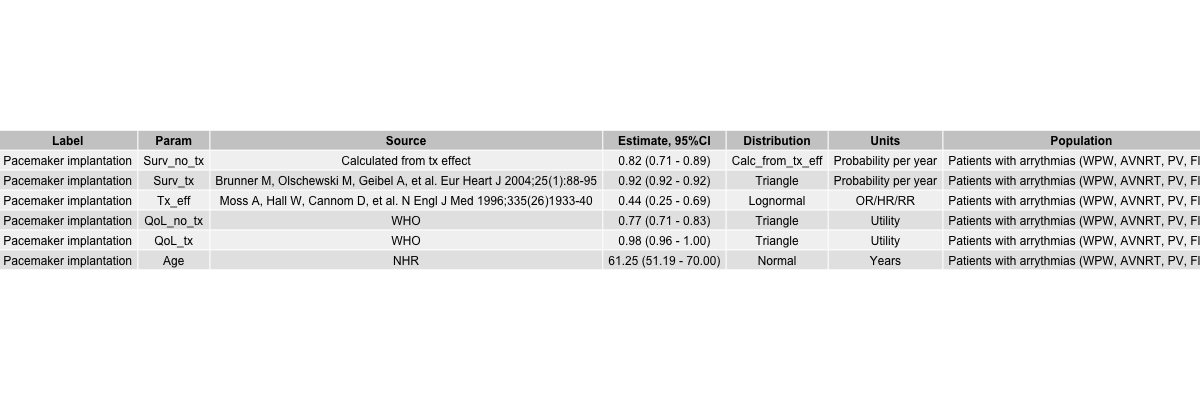 Label Param Source Estimate, 95%CI Distribution Units Population
Pacemaker implantation Surv_no_tx Calculated from tx effect 0.82 (0.71 - 0.89) Calc_from_tx_eff Probability per year Patients with arrythmias (WPW, AVNRT, PV, Fl
Pacemaker implantation Surv_tx Brunner M, Olschewski M, Geibel A, et al. Eur Heart J 2004;25(1):88-95 0.92 (0.92 - 0.92) Triangle Probability per year Patients with arrythmias (WPW, AVNRT, PV, Fl
Pacemaker implantation Tx_eff Moss A, Hall W, Cannom D, et al. N Engl J Med 1996;335(26)1933-40 0.44 (0.25 - 0.69) Lognormal OR/HR/RR Patients with arrythmias (WPW, AVNRT, PV, Fl
Pacemaker implantation QoL_no_tx WHO 0.77 (0.71 - 0.83) Triangle Utility Patients with arrythmias (WPW, AVNRT, PV, Fl
Pacemaker implantation QoL_tx WHO 0.98 (0.96 - 1.00) Triangle Utility Patients with arrythmias (WPW, AVNRT, PV, Fl
Pacemaker implantation Age NHR 61.25 (51.19 - 70.00) Normal Years Patients with arrythmias (WPW, AVNRT, PV, Fl